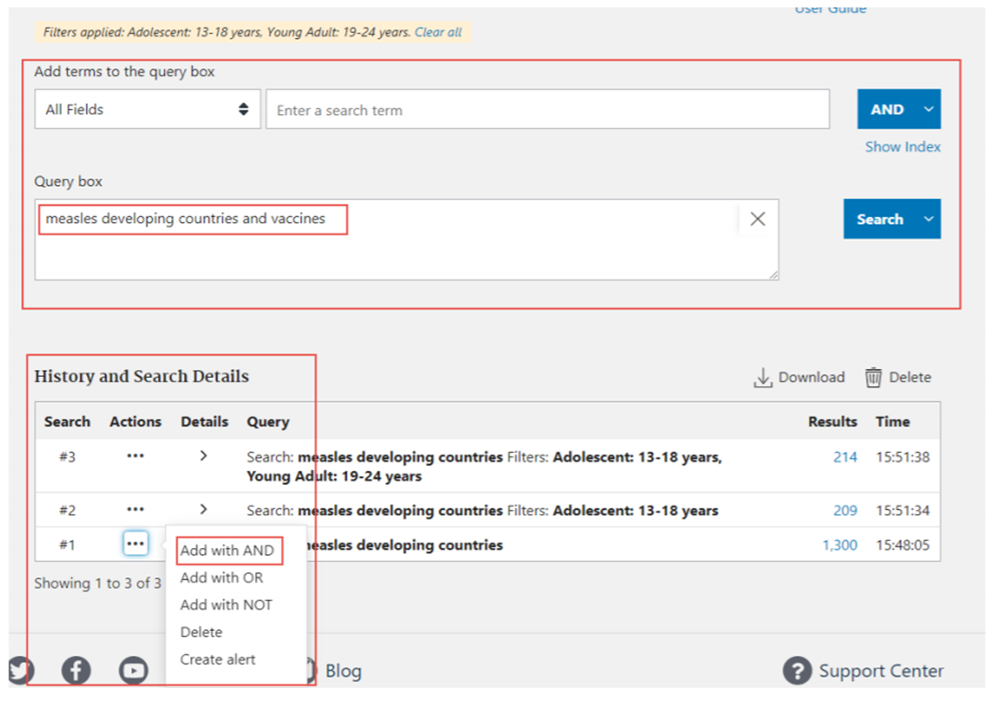 User Guide
Filters applied: Adolescent: 13-18 years, Young Adult: 19-24 years. Clear all
Add terms to the query box
All Fields
Enter a search term
AND
Show Index
Query box
measles developing countries and vaccines
Search
History and Search Details
Download
Delete
Search Actions Details Query Results Time
#3 Search: measles developing countries Filters: Adolescent: 13-18 years, 214 15:51:38
Young Adult: 19-24 years
#2 Search: measles developing countries Filters: Adolescent: 13-18 years 209 15:51:34
#1 measles developing countries 1,300 15:48:05
Add with AND
Add with OR
Showing 1 to 3 of 3
Add with NOT
Delete
Create alert
Blog
Support Center